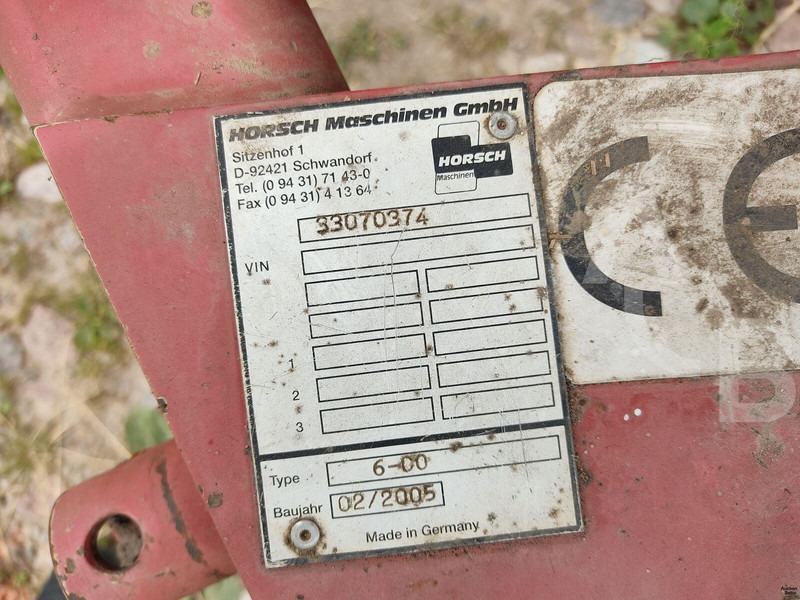 HORSCH Maschinen GmbH
Sitzenhof 1
D-92421 Schwandorf
Tel. (0 94 31) 71 43-0
Fax (0 94 31) 4 13 64
HORSCH
Maschinen
33070374
VIN
1
2
3
Type 6-00
Baujahr 02/2005
Made in Germany
CE